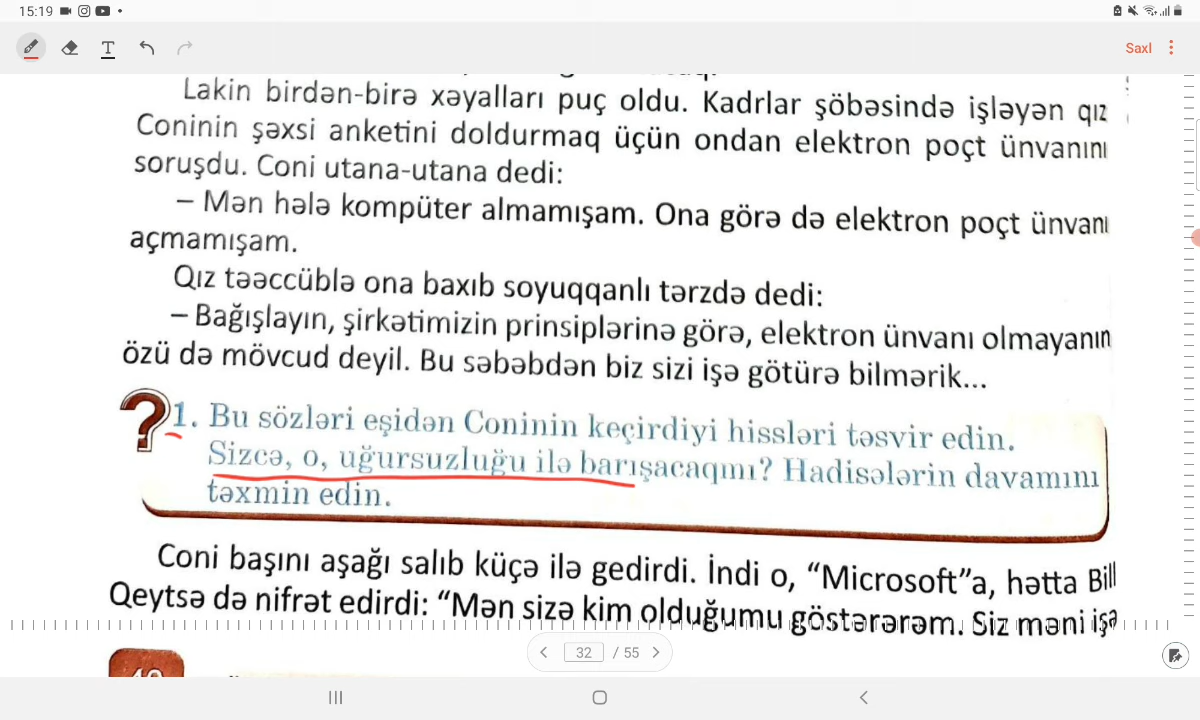 15:19
Saxl
Lakin birdən-birə xəyalları puç oldu. Kadrlar şöbəsində işləyən qız
Coninin şəxsi anketini doldurmaq üçün ondan elektron poçt ünvanını
soruşdu. Coni utana-utana dedi:
– Mən hələ kompüter almamışam. Ona görə də elektron poçt ünvanı
açmamışam.
Qız təəccüblə ona baxıb soyuqqanlı tərzdə dedi:
– Bağışlayın, şirkətimizin prinsiplərinə görə, elektron ünvanı olmayanın
özü də mövcud deyil. Bu səbəbdən biz sizi işə götürə bilmərik...
?
1. Bu sözləri eşidən Coninin keçirdiyi hissləri təsvir edin.
Sizcə, o, uğursuzluğu ilə barışacaqmı? Hadisələrin davamını
təxmin edin.
Coni başını aşağı salıb küçə ilə gedirdi. İndi o, “Microsoft”a, hətta Bill
Qeytsə də nifrət edirdi: “Mən sizə kim olduğumu göstərərəm. Siz məni işə
32 / 55